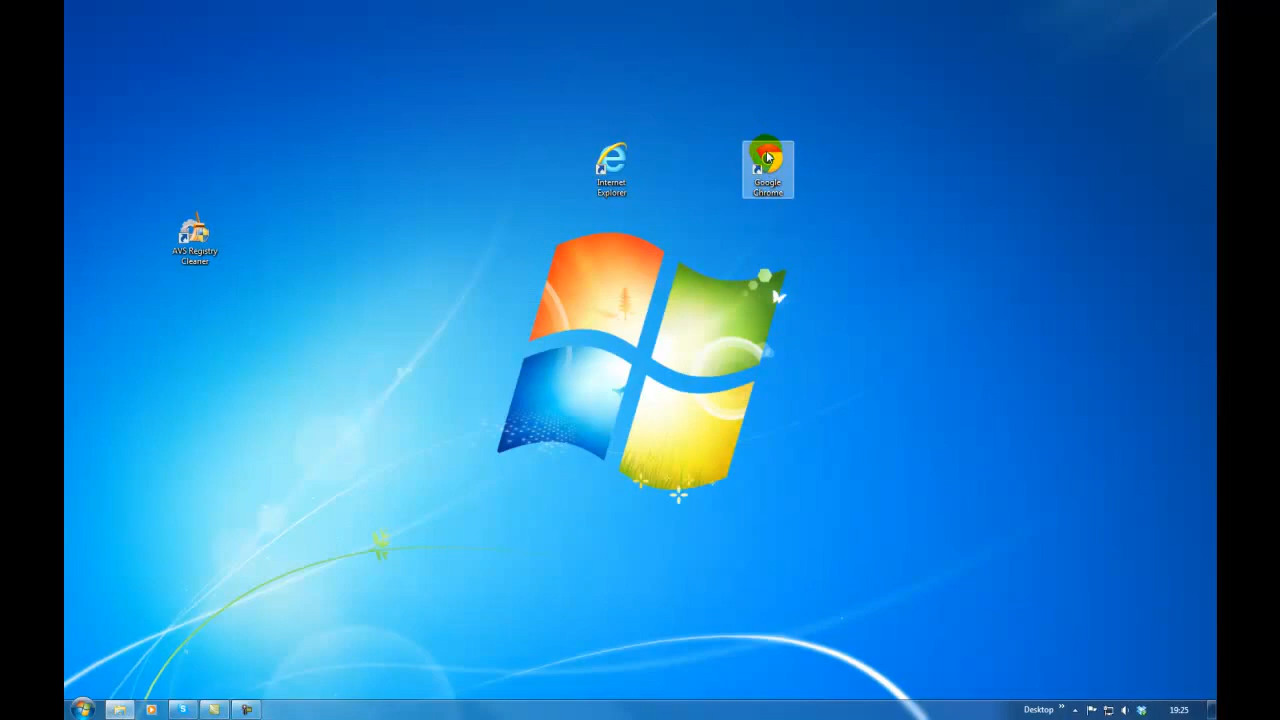 Internet
Explorer
Google
Chrome
AVS Registry
Cleaner
Desktop »
19:25